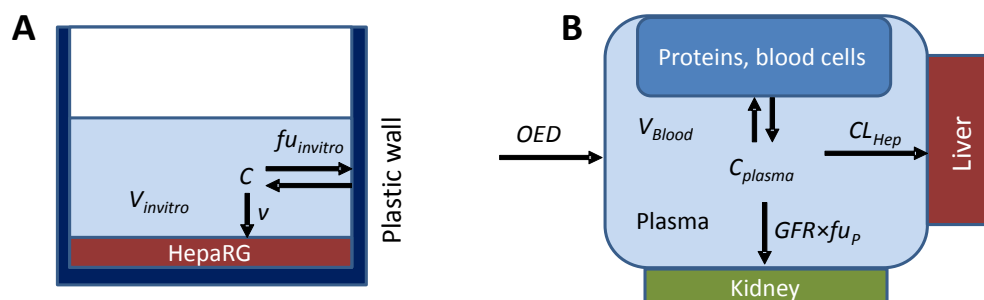 A
fu_invitro
C
V_invitro
v
HepaRG
Plastic wall
B
Proteins, blood cells
OED
V_Blood
CL_Hep
C_plasma
Plasma
GFR×fu_P
Liver
Kidney